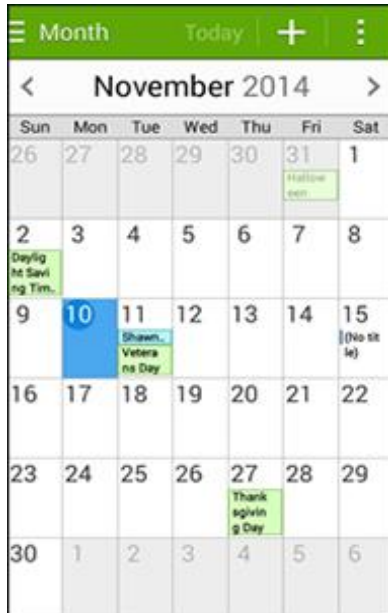 Month Today
November 2014
Sun Mon Tue Wed Thu Fri Sat
26 27 28 29 30 31 1
Hallow
een
2 3 4 5 6 7 8
Daylig
ht Savi
ng Tim..
9 10 11 12 13 14 15
Shawn.. (No tit
Vetera le)
ns Day
16 17 18 19 20 21 22
23 24 25 26 27 28 29
Thank
sgivin
g Day
30 1 2 3 4 5 6